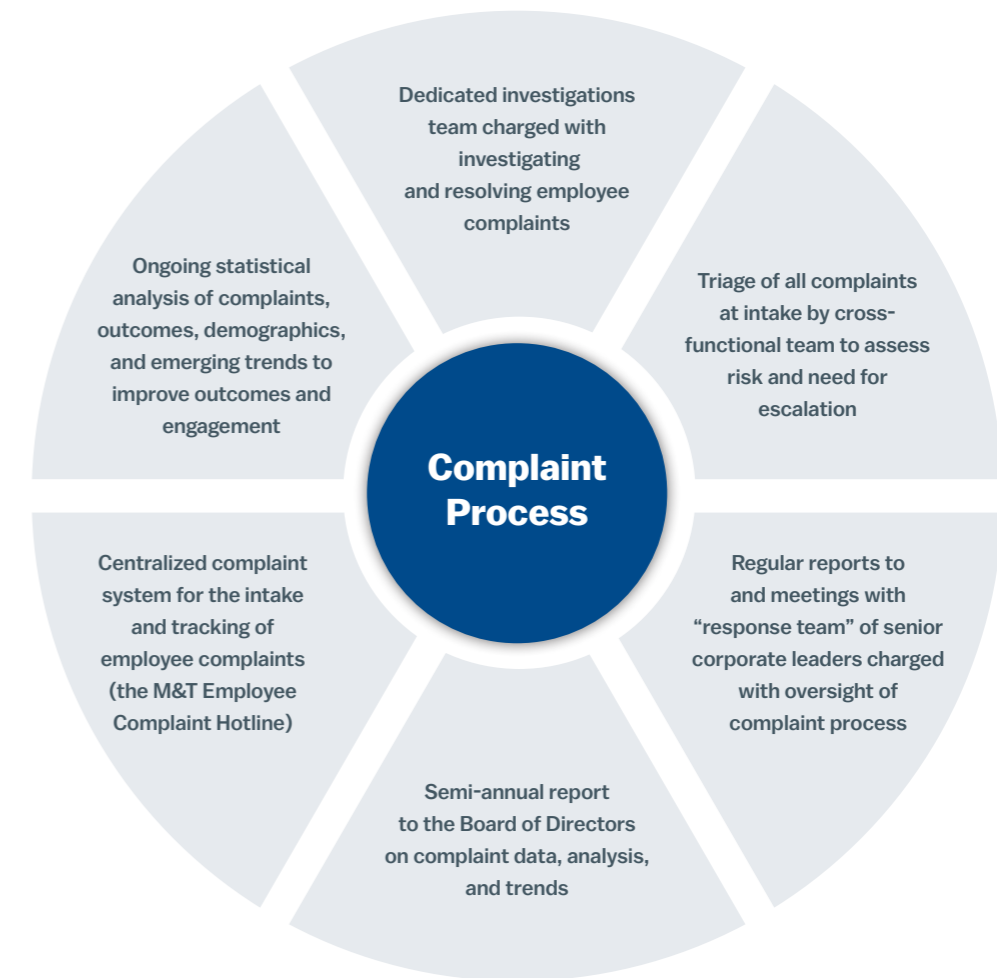 Dedicated investigations
team charged with
investigating
and resolving employee
complaints
Triage of all complaints
at intake by cross-
functional team to assess
risk and need for
escalation
Regular reports to
and meetings with
“response team” of senior
corporate leaders charged
with oversight of
complaint process
Semi-annual report
to the Board of Directors
on complaint data, analysis,
and trends
Centralized complaint
system for the intake
and tracking of
employee complaints
(the M&T Employee
Complaint Hotline)
Ongoing statistical
analysis of complaints,
outcomes, demographics,
and emerging trends to
improve outcomes and
engagement
Complaint
Process